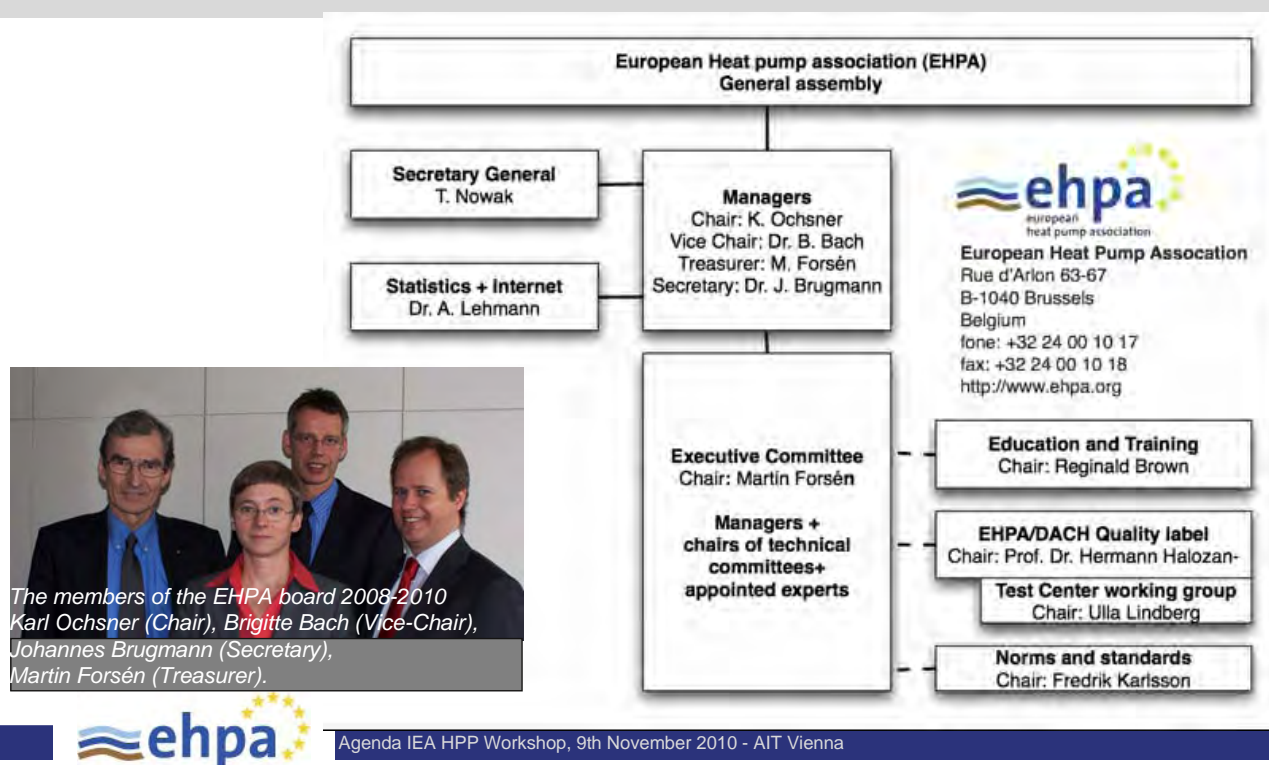 European Heat pump association (EHPA)
General assembly
Secretary General
T. Nowak
Statistics + Internet
Dr. A. Lehmann
Managers
Chair: K. Ochsner
Vice Chair: Dr. B. Bach
Treasurer: M. Forsén
Secretary: Dr. J. Brugmann
ehpa
european
heat pump association
European Heat Pump Assocation
Rue d'Arlon 63-67
B-1040 Brussels
Belgium
fone: +32 24 00 10 17
fax: +32 24 00 10 18
http://www.ehpa.org
Executive Committee
Chair: Martin Forsén
Managers +
chairs of technical
committees+
appointed experts
Education and Training
Chair: Reginald Brown
EHPA/DACH Quality label
Chair: Prof. Dr. Hermann Halozan-
Test Center working group
Chair: Ulla Lindberg
Norms and standards
Chair: Fredrik Karlsson
The members of the EHPA board 2008-2010
Karl Ochsner (Chair), Brigitte Bach (Vice-Chair),
Johannes Brugmann (Secretary),
Martin Forsén (Treasurer).
ehpa
Agenda IEA HPP Workshop, 9th November 2010 - AIT Vienna